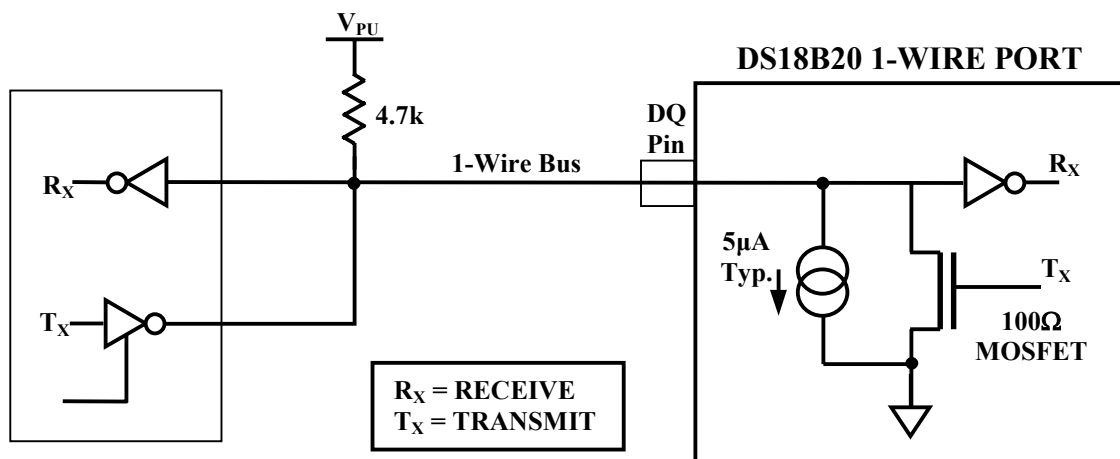 V_PU
DS18B20 1-WIRE PORT
4.7k
DQ
Pin
1-Wire Bus
R_X
R_X
5µA
Typ.
T_X
T_X
100Ω
MOSFET
R_X = RECEIVE
T_X = TRANSMIT